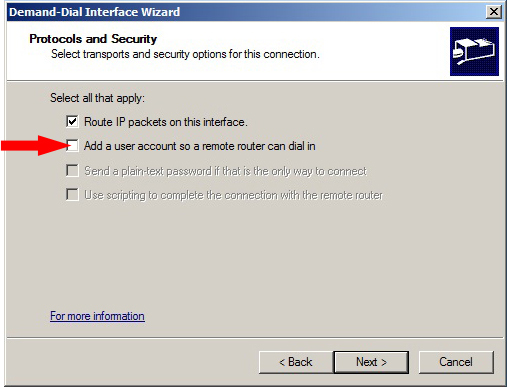 Demand-Dial Interface Wizard
Protocols and Security
Select transports and security options for this connection.
Select all that apply:
Route IP packets on this interface.
Add a user account so a remote router can dial in
Send a plain-text password if that is the only way to connect
Use scripting to complete the connection with the remote router
For more information
< Back
Next >
Cancel